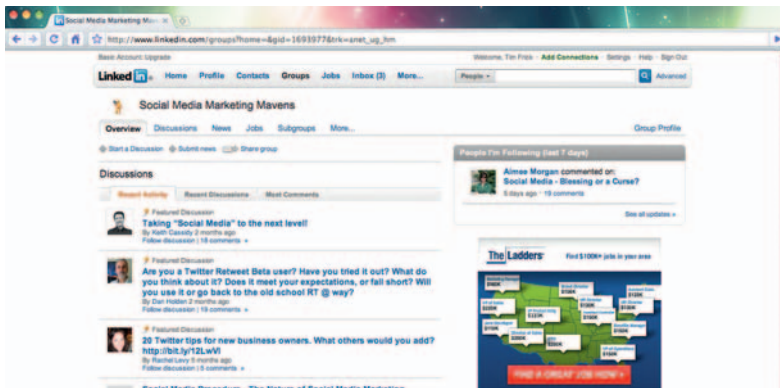 Social Media Marketing Mav
http://www.linkedin.com/groups?home=&gid=1693977&trk=anet_ug_hm
Basic Account: Upgrade
Welcome, Tim Frick · Add Connections · Settings · Help · Sign Out
Linked in Home Profile Contacts Groups Jobs Inbox (3) More... People Advanced
Social Media Marketing Mavens
Overview Discussions News Jobs Subgroups More... Group Profile
Start a Discussion Submit news Share group
Discussions
Recent Activity Recent Discussions Most Comments
Featured Discussion
Taking "Social Media" to the next level!
By Keith Cassidy 2 months ago
Follow discussion | 18 comments »
Featured Discussion
Are you a Twitter Retweet Beta user? Have you tried it out? What do
you think about it? Does it meet your expectations, or fall short? Will
you use it or go back to the old school RT @ way?
By Dan Holden 2 months ago
Follow discussion | 19 comments »
Featured Discussion
20 Twitter tips for new business owners. What others would you add?
http://bit.ly/12LwVl
By Rachel Levy 5 months ago
Follow discussion | 5 comments »
People I'm Following (last 7 days)
Aimee Morgan commented on:
Social Media - Blessing or a Curse?
5 days ago · 19 comments
See all updates »
The Ladders Find $100K+ jobs in your area
FIND A GREAT JOB NOW